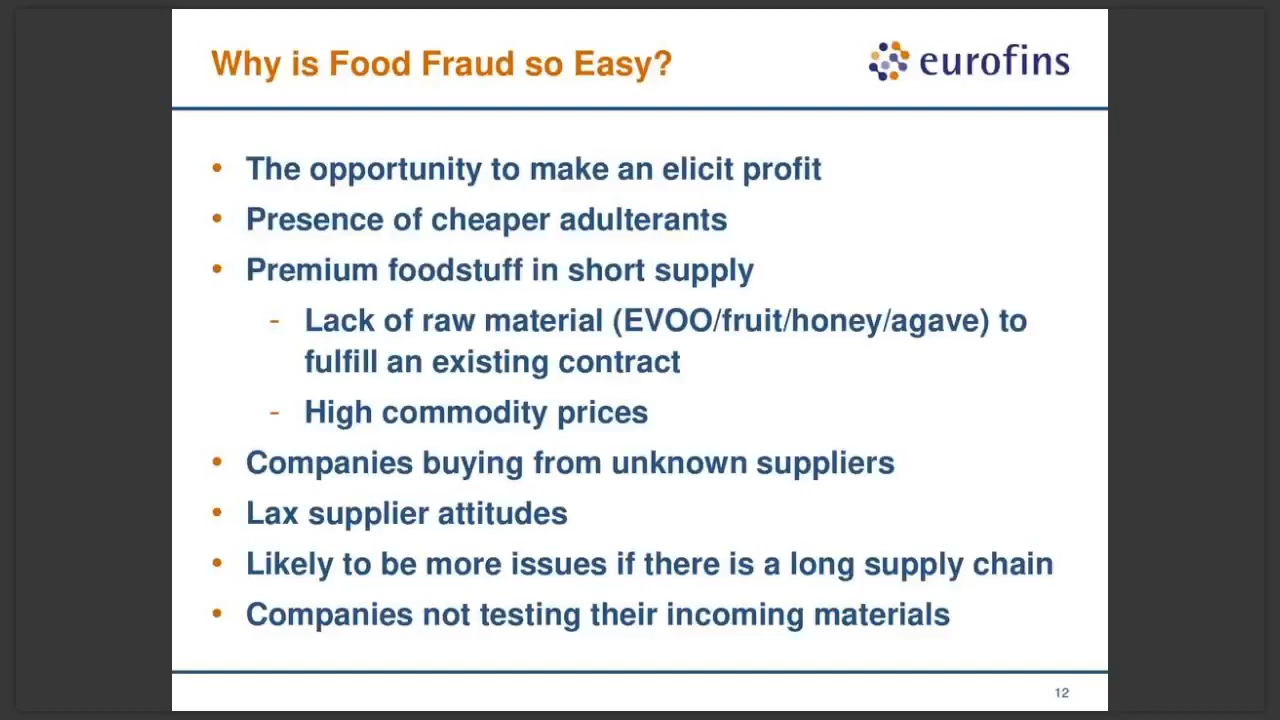 Why is Food Fraud so Easy?
eurofins
• The opportunity to make an elicit profit
• Presence of cheaper adulterants
• Premium foodstuff in short supply
- Lack of raw material (EVOO/fruit/honey/agave) to
fulfill an existing contract
- High commodity prices
• Companies buying from unknown suppliers
• Lax supplier attitudes
• Likely to be more issues if there is a long supply chain
• Companies not testing their incoming materials
12